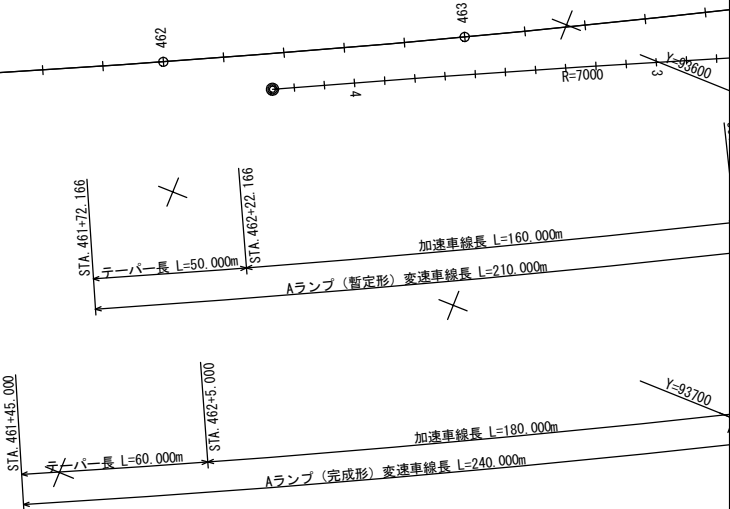 462
463
R=7000
Y=93600
4
3
STA.461+72.166
STA.462+22.166
テーパー長 L=50.000m
加速車線長 L=160.000m
Aランプ（暫定形）変速車線長 L=210.000m
Y=93700
STA.461+45.000
STA.462+5.000
テーパー長 L=60.000m
加速車線長 L=180.000m
Aランプ（完成形）変速車線長 L=240.000m